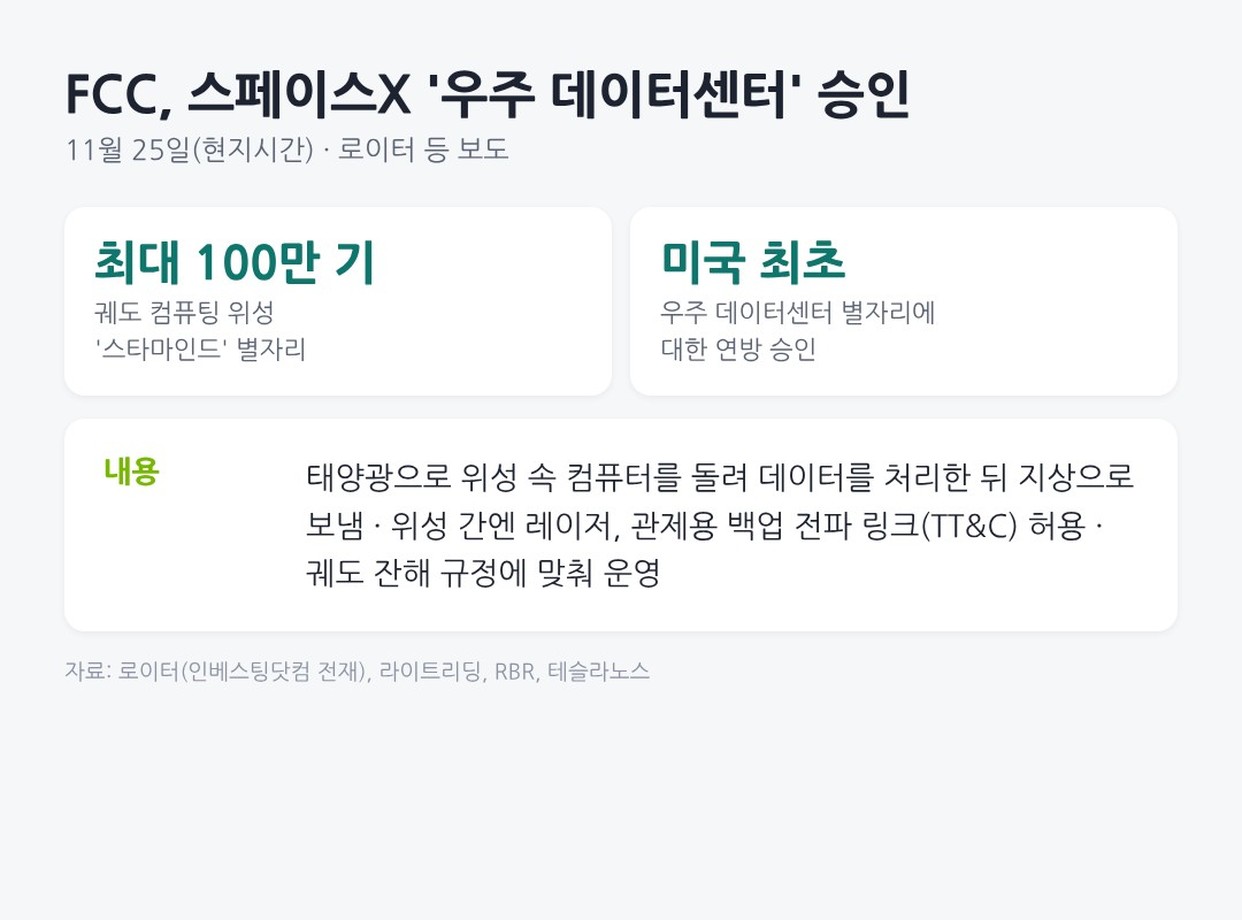 FCC, 스페이스X '우주 데이터센터' 승인
11월 25일(현지시간) · 로이터 등 보도
최대 100만 기
궤도 컴퓨팅 위성
'스타마인드' 별자리
미국 최초
우주 데이터센터 별자리에
대한 연방 승인
내용
태양광으로 위성 속 컴퓨터를 돌려 데이터를 처리한 뒤 지상으로
보냄 · 위성 간엔 레이저, 관제용 백업 전파 링크(TT&C) 허용 ·
궤도 잔해 규정에 맞춰 운영
자료: 로이터(인베스팅닷컴 전재), 라이트리딩, RBR, 테슬라노스